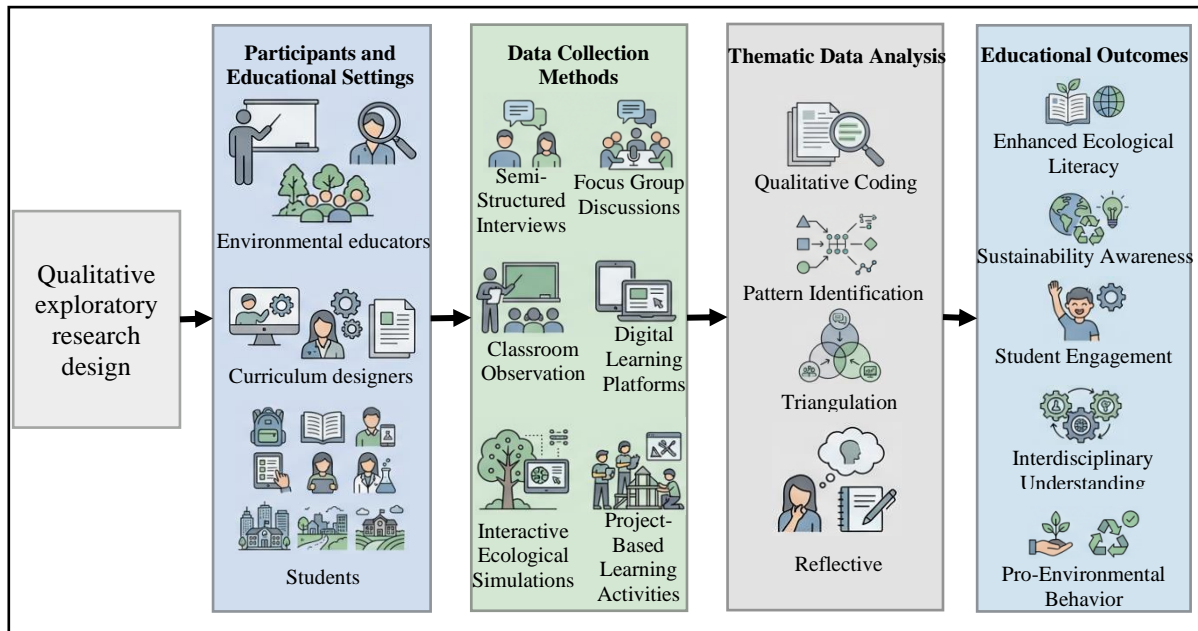 Qualitative
exploratory
research
design
Participants and
Educational Settings
Environmental educators
Curriculum designers
Students
Data Collection
Methods
Semi-
Structured
Interviews
Focus Group
Discussions
Classroom
Observation
Digital
Learning
Platforms
Interactive
Ecological
Simulations
Project-
Based
Learning
Activities
Thematic Data Analysis
Qualitative Coding
Pattern Identification
Triangulation
Reflective
Educational Outcomes
Enhanced Ecological
Literacy
Sustainability Awareness
Student Engagement
Interdisciplinary
Understanding
Pro-Environmental
Behavior